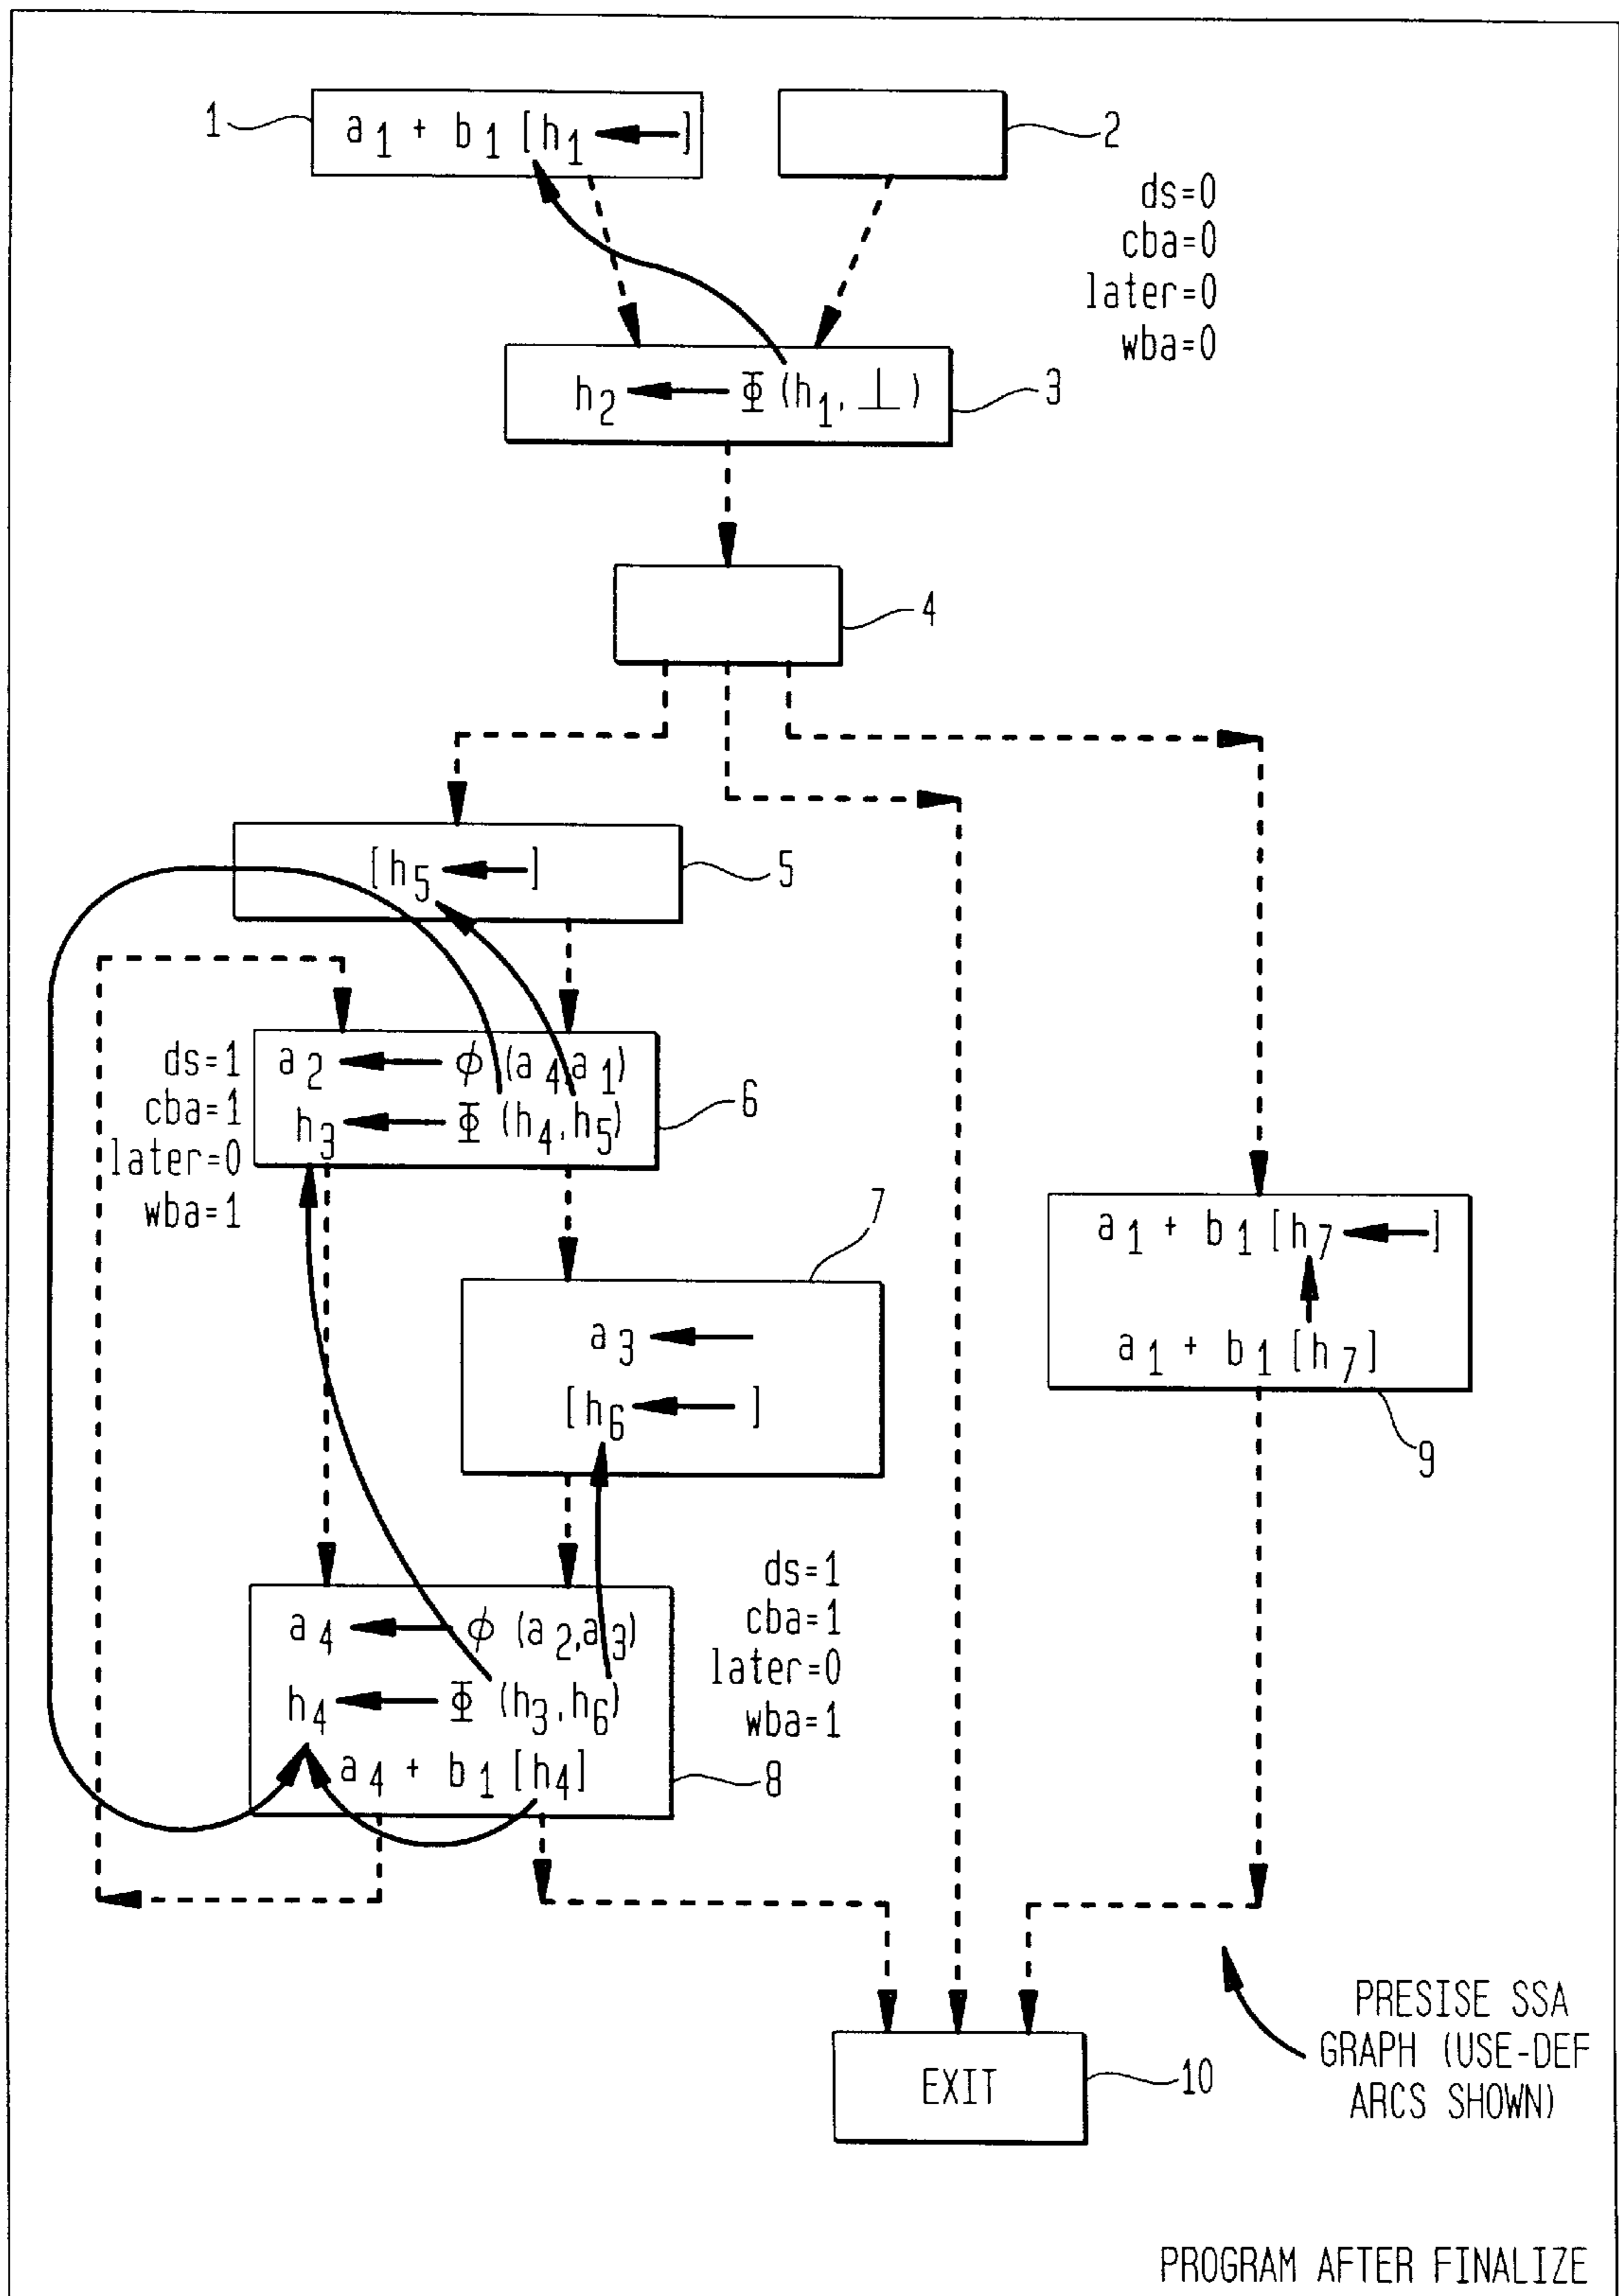 1
a₁ + b₁ [h₁ ←]
2
ds=0
cba=0
later=0
wba=0
h₂ ← Φ (h₁, ⊥)
3
4
[h₅ ←]
5
ds=1
cba=1
later=0
wba=1
a₂ ← ϕ (a₄,a₁)
h₃ ← Φ (h₄,h₅)
6
7
a₃ ←
[h₆ ← ]
a₁ + b₁ [h₇ ←]
a₁ + b₁ [h₇]
9
ds=1
cba=1
later=0
wba=1
a₄ ← ϕ (a₂,a₃)
h₄ ← Φ (h₃,h₆)
a₄ + b₁ [h₄]
8
EXIT
10
PRESISE SSA
GRAPH (USE-DEF
ARCS SHOWN)
PROGRAM AFTER FINALIZE